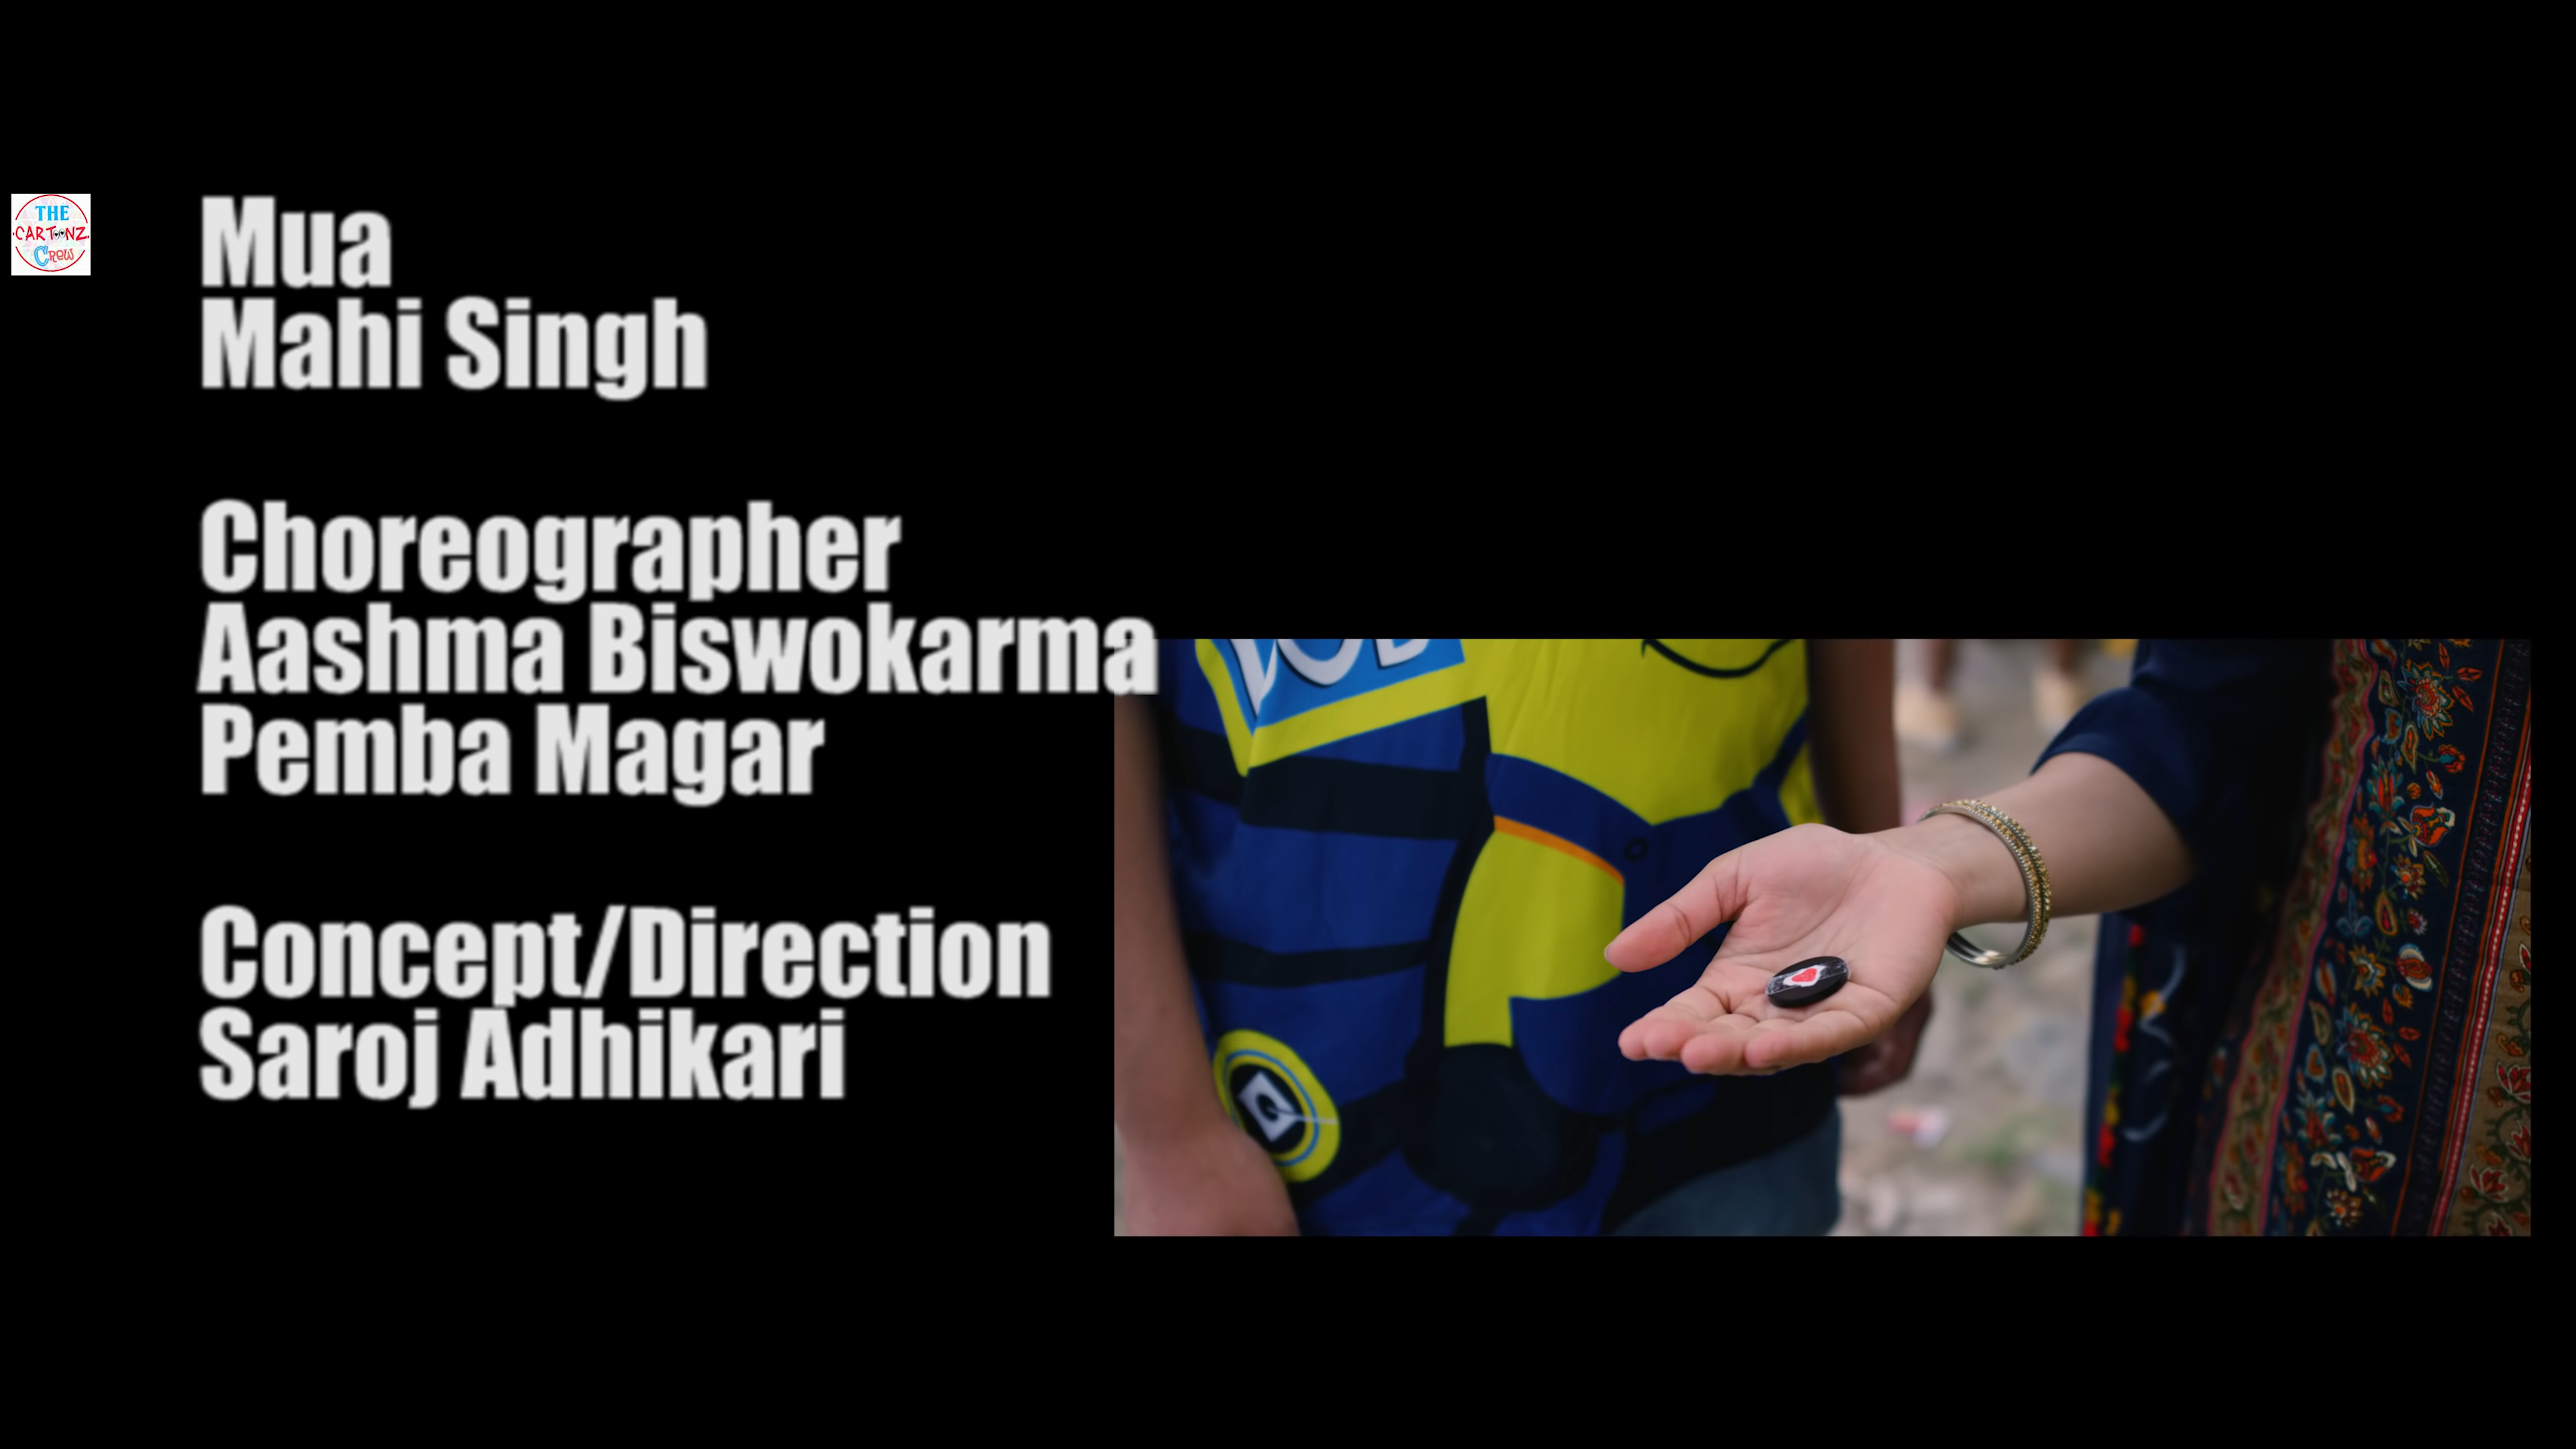 THE
CARTOONZ
Crew
Mua
Mahi Singh
Choreographer
Aashma Biswokarma
Pemba Magar
Concept/Direction
Saroj Adhikari